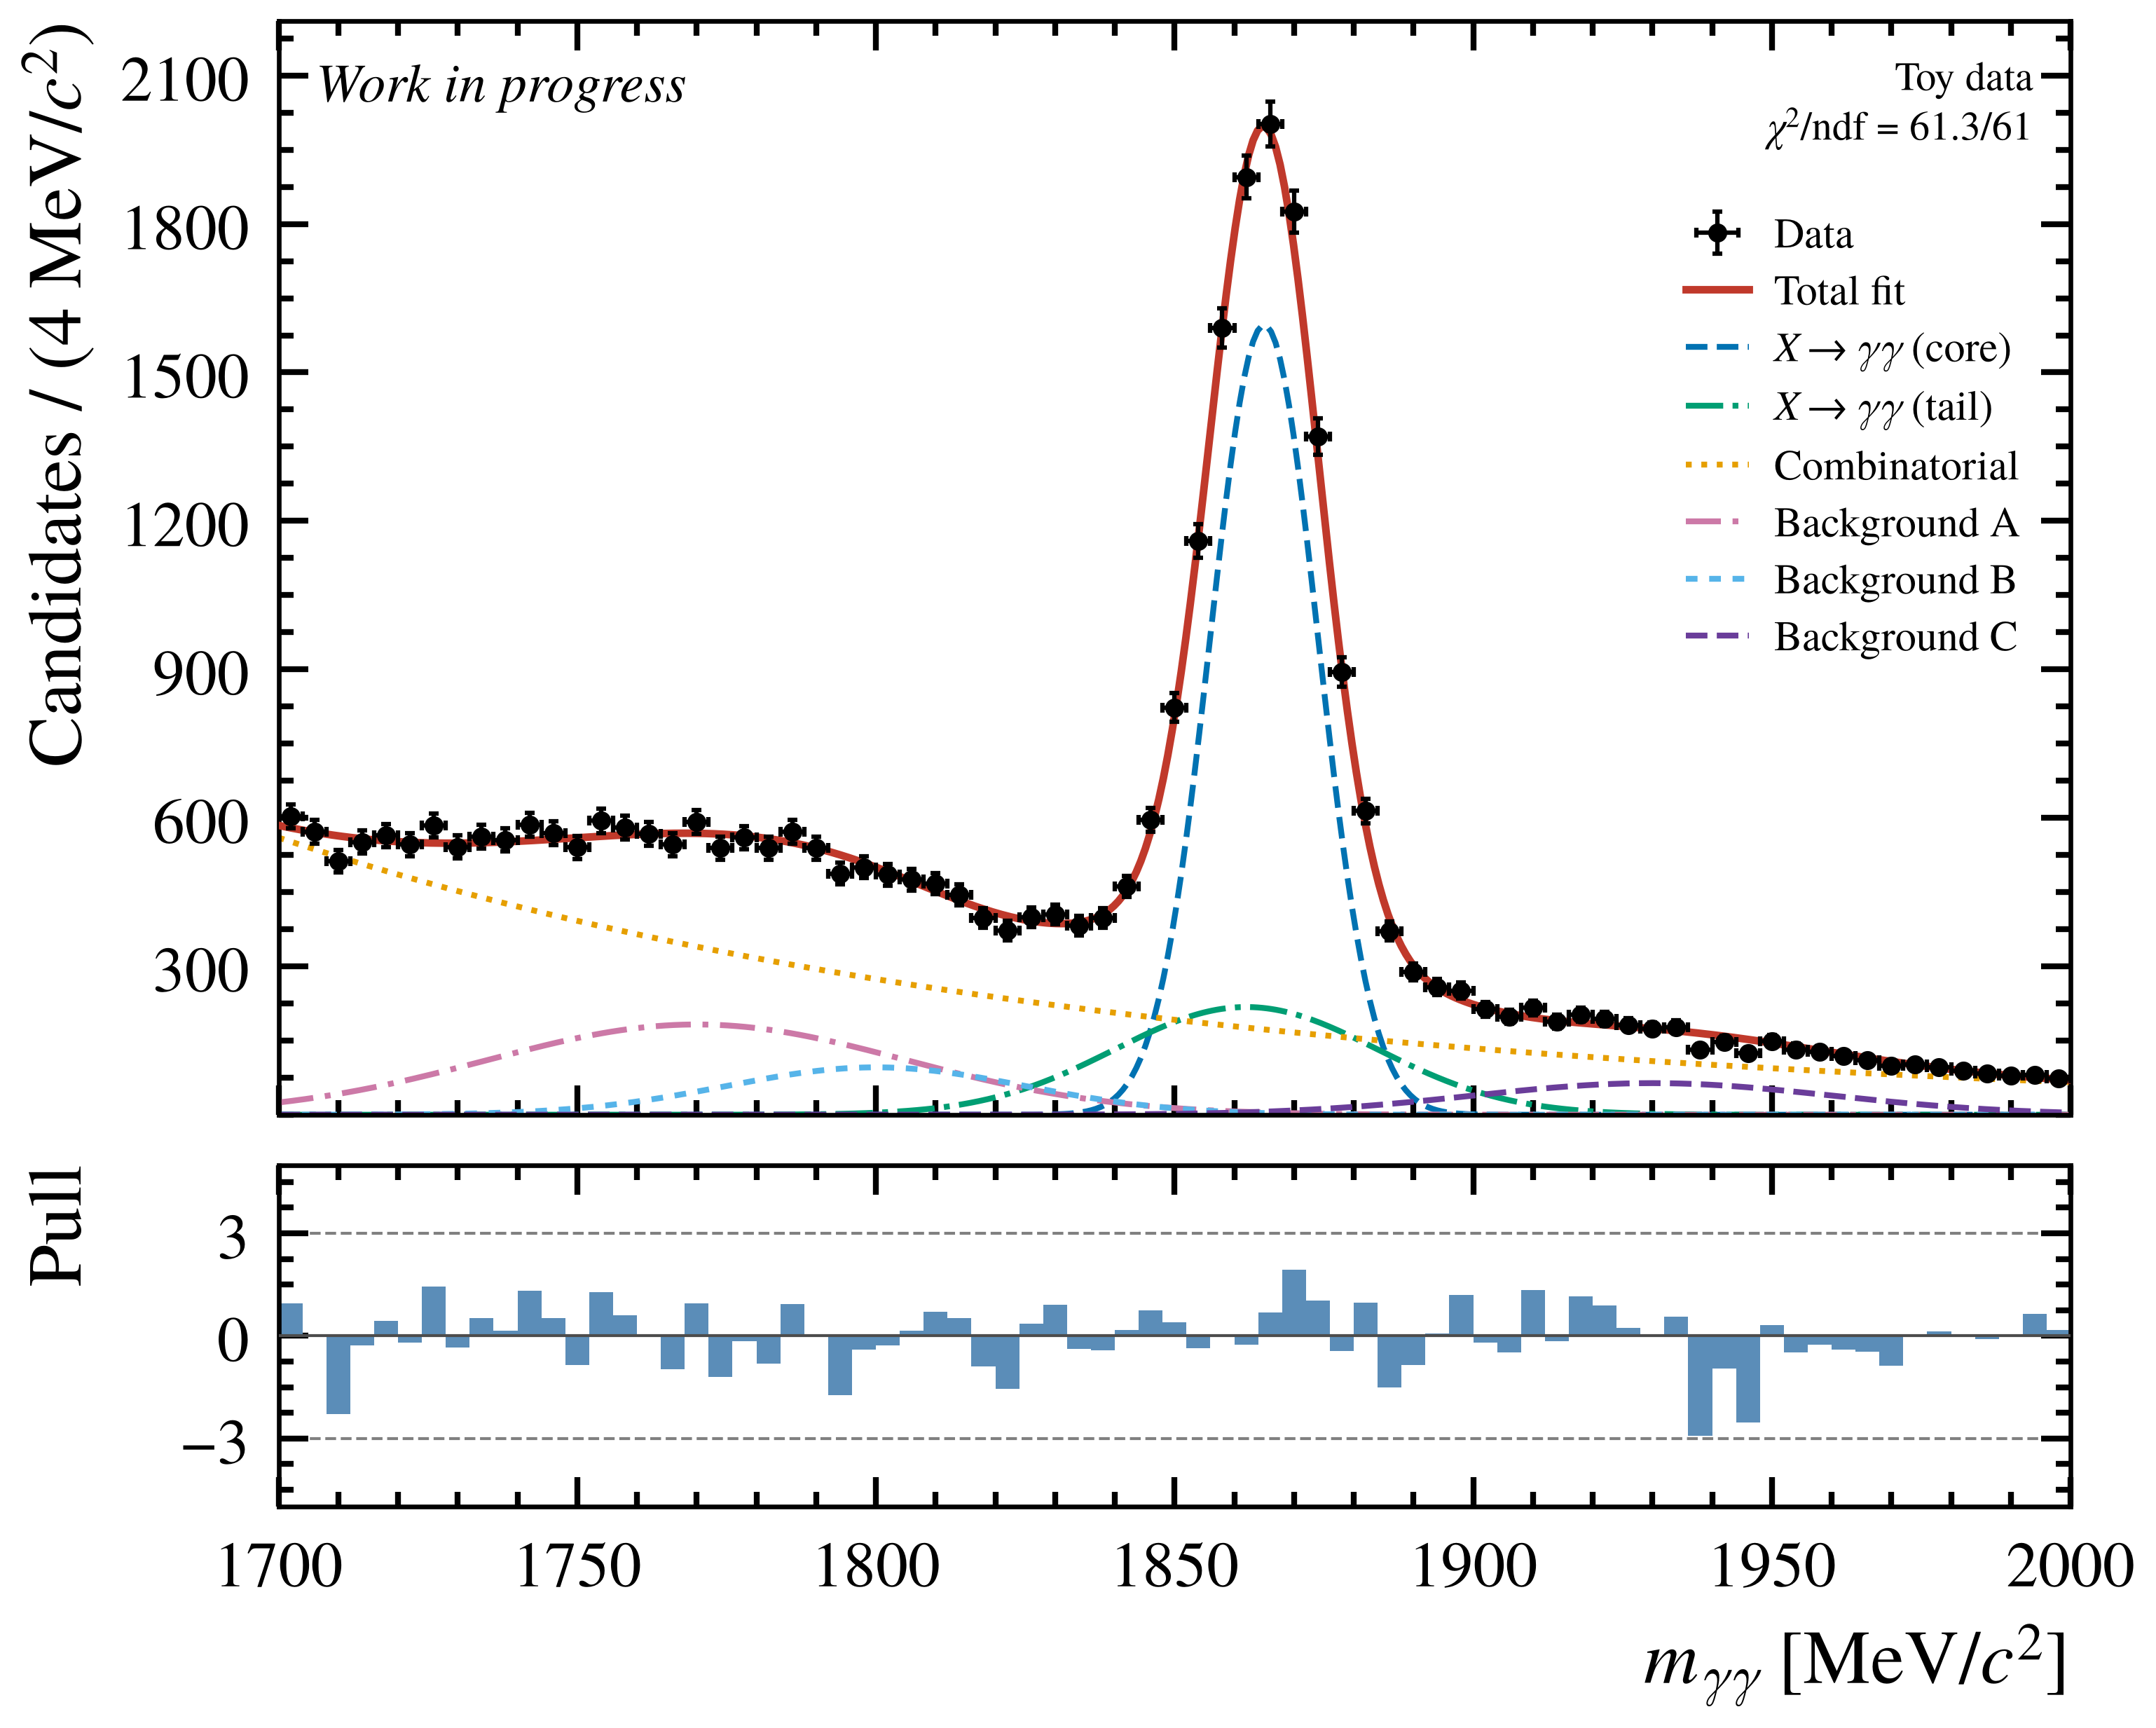 Candidates / (4 MeV/c²)
2100
1800
1500
1200
900
600
300
Work in progress
Toy data
χ²/ndf = 61.3/61
Data
Total fit
X → γγ (core)
X → γγ (tail)
Combinatorial
Background A
Background B
Background C
Pull
3
0
−3
1700 1750 1800 1850 1900 1950 2000
mγγ [MeV/c²]